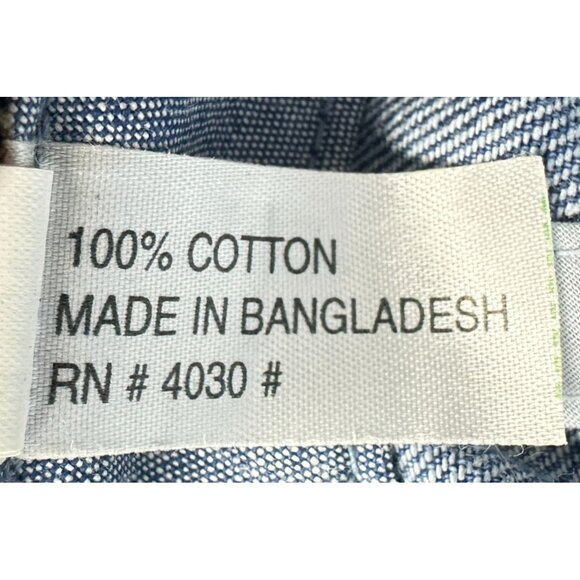 100% COTTON
MADE IN BANGLADESH
RN # 4030 #